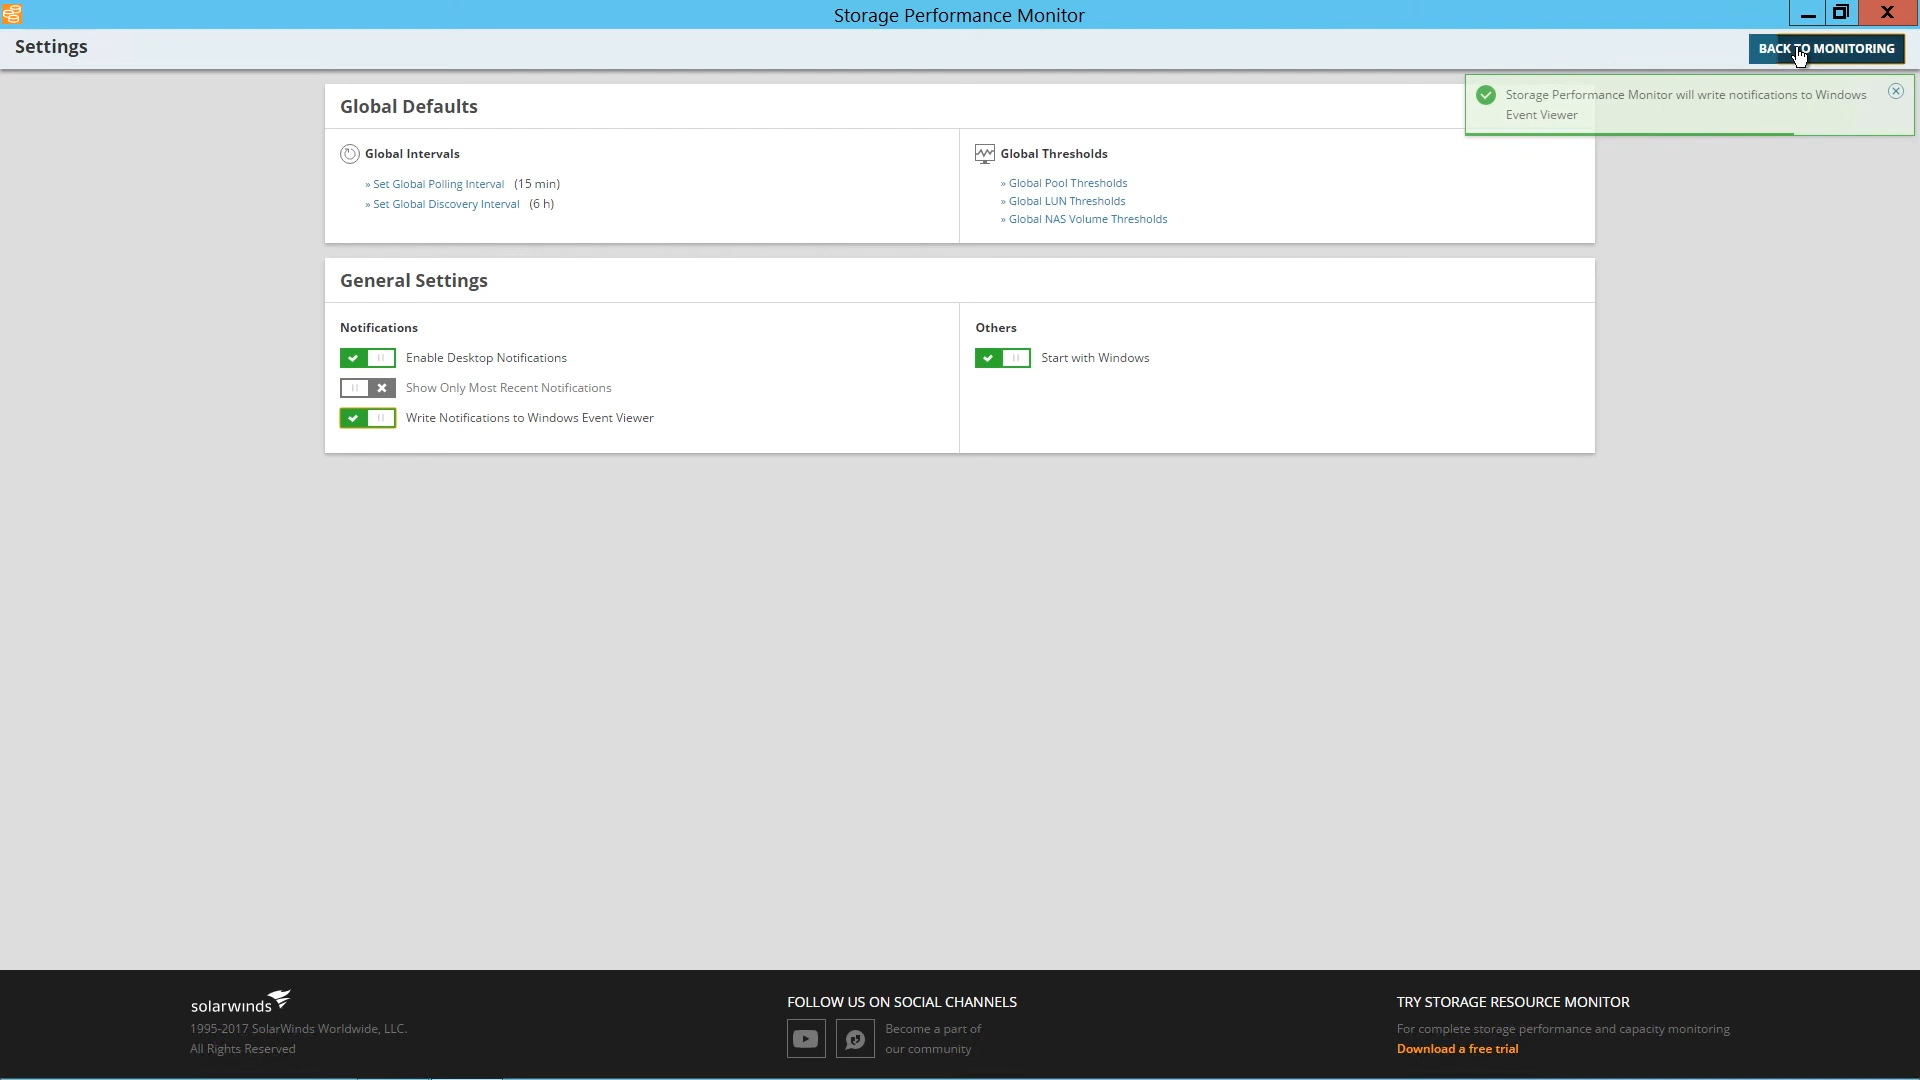 Storage Performance Monitor
Settings
BACK TO MONITORING
Storage Performance Monitor will write notifications to Windows
Event Viewer
Global Defaults
Global Intervals
» Set Global Polling Interval (15 min)
» Set Global Discovery Interval (6 h)
Global Thresholds
» Global Pool Thresholds
» Global LUN Thresholds
» Global NAS Volume Thresholds
General Settings
Notifications
Enable Desktop Notifications
Show Only Most Recent Notifications
Write Notifications to Windows Event Viewer
Others
Start with Windows
solarwinds
1995-2017 SolarWinds Worldwide, LLC.
All Rights Reserved
FOLLOW US ON SOCIAL CHANNELS
Become a part of
our community
TRY STORAGE RESOURCE MONITOR
For complete storage performance and capacity monitoring
Download a free trial